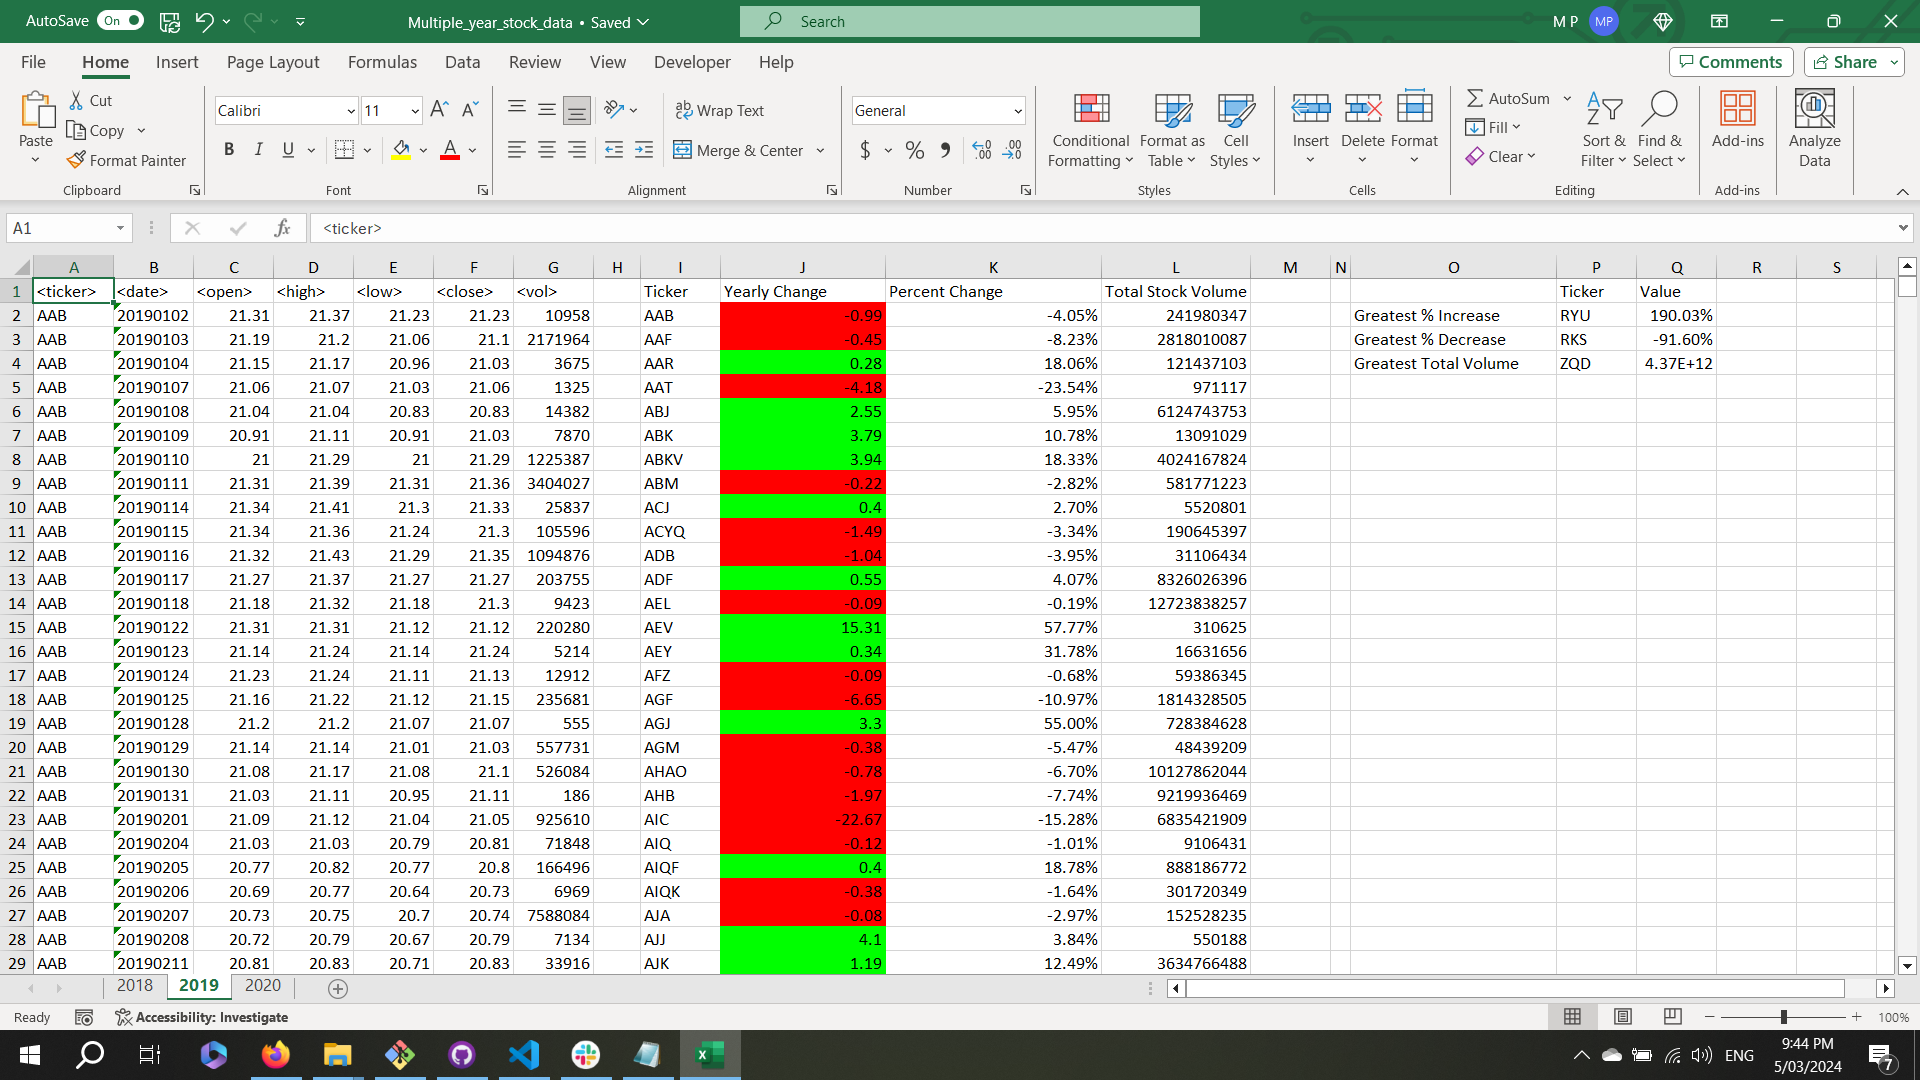 AutoSave On Multiple_year_stock_data • Saved Search M P MP
File Home Insert Page Layout Formulas Data Review View Developer Help Comments Share
Paste Cut Copy Format Painter Clipboard
Calibri 11 A A B I U A Font
ab Wrap Text Merge & Center Alignment
General $ % 9 Number
Conditional Formatting Format as Table Cell Styles Styles
Insert Delete Format Cells
AutoSum Fill Clear Sort & Filter Find & Select Editing
Add-ins Add-ins
Analyze Data
A1 fx <ticker>
A B C D E F G H I J K L M N O P Q R S
1 <ticker> <date> <open> <high> <low> <close> <vol> Ticker Yearly Change Percent Change Total Stock Volume Ticker Value
2 AAB 20190102 21.31 21.37 21.23 21.23 10958 AAB -0.99 -4.05% 241980347 Greatest % Increase RYU 190.03%
3 AAB 20190103 21.19 21.2 21.06 21.1 2171964 AAF -0.45 -8.23% 2818010087 Greatest % Decrease RKS -91.60%
4 AAB 20190104 21.15 21.17 20.96 21.03 3675 AAR 0.28 18.06% 121437103 Greatest Total Volume ZQD 4.37E+12
5 AAB 20190107 21.06 21.07 21.03 21.06 1325 AAT -4.18 -23.54% 971117
6 AAB 20190108 21.04 21.04 20.83 20.83 14382 ABJ 2.55 5.95% 6124743753
7 AAB 20190109 20.91 21.11 20.91 21.03 7870 ABK 3.79 10.78% 13091029
8 AAB 20190110 21 21.29 21 21.29 1225387 ABKV 3.94 18.33% 4024167824
9 AAB 20190111 21.31 21.39 21.31 21.36 3404027 ABM -0.22 -2.82% 581771223
10 AAB 20190114 21.34 21.41 21.3 21.33 25837 ACJ 0.4 2.70% 5520801
11 AAB 20190115 21.34 21.36 21.24 21.3 105596 ACYQ -1.49 -3.34% 190645397
12 AAB 20190116 21.32 21.43 21.29 21.35 1094876 ADB -1.04 -3.95% 31106434
13 AAB 20190117 21.27 21.37 21.27 21.27 203755 ADF 0.55 4.07% 8326026396
14 AAB 20190118 21.18 21.32 21.18 21.3 9423 AEL -0.09 -0.19% 12723838257
15 AAB 20190122 21.31 21.31 21.12 21.12 220280 AEV 15.31 57.77% 310625
16 AAB 20190123 21.14 21.24 21.14 21.24 5214 AEY 0.34 31.78% 16631656
17 AAB 20190124 21.23 21.24 21.11 21.13 12912 AFZ -0.09 -0.68% 59386345
18 AAB 20190125 21.16 21.22 21.12 21.15 235681 AGF -6.65 -10.97% 1814328505
19 AAB 20190128 21.2 21.2 21.07 21.07 555 AGJ 3.3 55.00% 728384628
20 AAB 20190129 21.14 21.14 21.01 21.03 557731 AGM -0.38 -5.47% 48439209
21 AAB 20190130 21.08 21.17 21.08 21.1 526084 AHAO -0.78 -6.70% 10127862044
22 AAB 20190131 21.03 21.11 20.95 21.11 186 AHB -1.97 -7.74% 9219936469
23 AAB 20190201 21.09 21.12 21.04 21.05 925610 AIC -22.67 -15.28% 6835421909
24 AAB 20190204 21.03 21.03 20.79 20.81 71848 AIQ -0.12 -1.01% 9106431
25 AAB 20190205 20.77 20.82 20.77 20.8 166496 AIQF 0.4 18.78% 888186772
26 AAB 20190206 20.69 20.77 20.64 20.73 6969 AIQK -0.38 -1.64% 301720349
27 AAB 20190207 20.73 20.75 20.7 20.74 7588084 AJA -0.08 -2.97% 152528235
28 AAB 20190208 20.72 20.79 20.67 20.79 7134 AJJ 4.1 3.84% 550188
29 AAB 20190211 20.81 20.83 20.71 20.83 33916 AJK 1.19 12.49% 3634766488
2018 2019 2020
Ready Accessibility: Investigate 100%
ENG 9:44 PM
5/03/2024 7